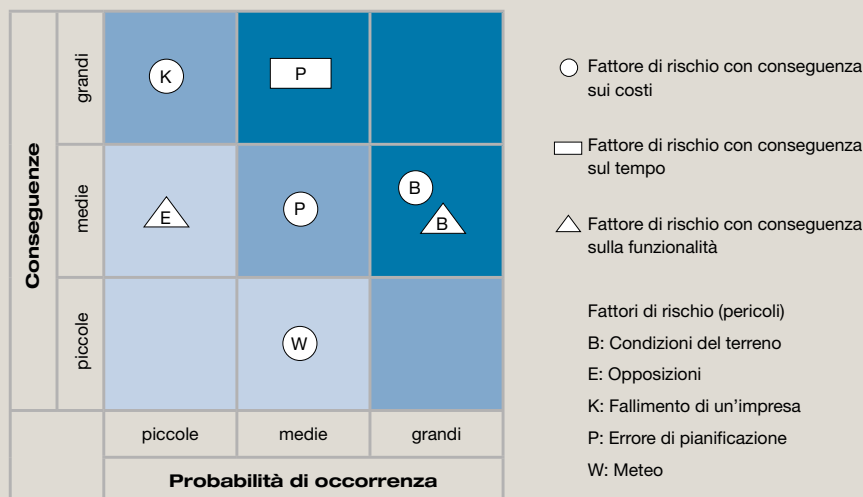 Conseguenze
grandi
medie
piccole
K
P
E
P
B
B
W
piccole
medie
grandi
Probabilità di occorrenza
Fattore di rischio con conseguenza
sui costi
Fattore di rischio con conseguenza
sul tempo
Fattore di rischio con conseguenza
sulla funzionalità
Fattori di rischio (pericoli)
B: Condizioni del terreno
E: Opposizioni
K: Fallimento di un'impresa
P: Errore di pianificazione
W: Meteo